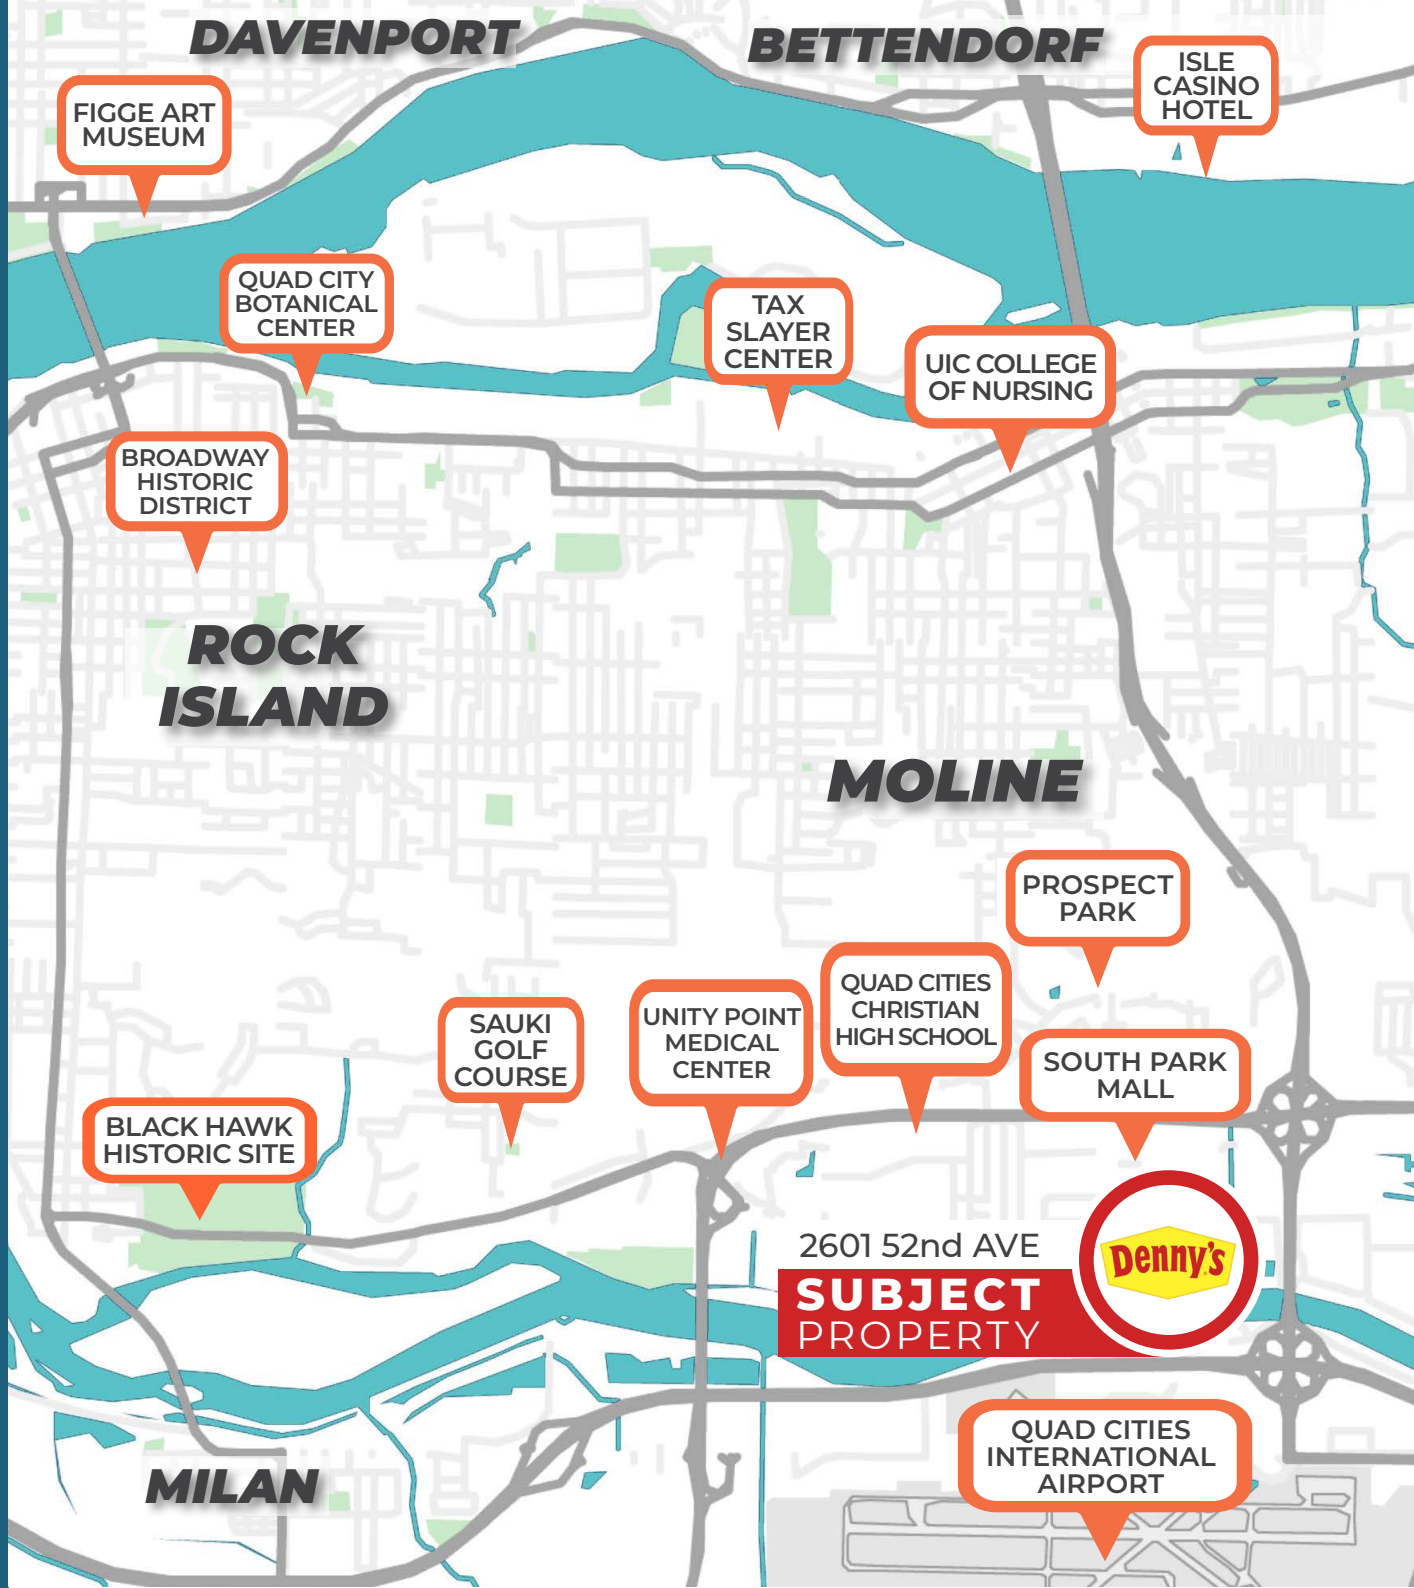 DAVENPORT
BETTENDORF
ISLE
CASINO
HOTEL
FIGGE ART
MUSEUM
QUAD CITY
BOTANICAL
CENTER
TAX
SLAYER
CENTER
UIC COLLEGE
OF NURSING
BROADWAY
HISTORIC
DISTRICT
ROCK
ISLAND
MOLINE
PROSPECT
PARK
QUAD CITIES
CHRISTIAN
HIGH SCHOOL
UNITY POINT
MEDICAL
CENTER
SAUKI
GOLF
COURSE
SOUTH PARK
MALL
BLACK HAWK
HISTORIC SITE
2601 52nd AVE
SUBJECT
PROPERTY
Denny's
QUAD CITIES
INTERNATIONAL
AIRPORT
MILAN